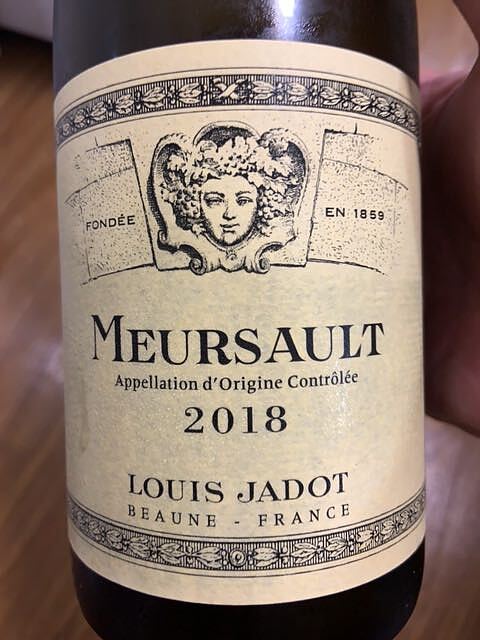 FONDÉE EN 1859
MEURSAULT
Appellation d'Origine Contrôlée
2018
LOUIS JADOT
BEAUNE - FRANCE